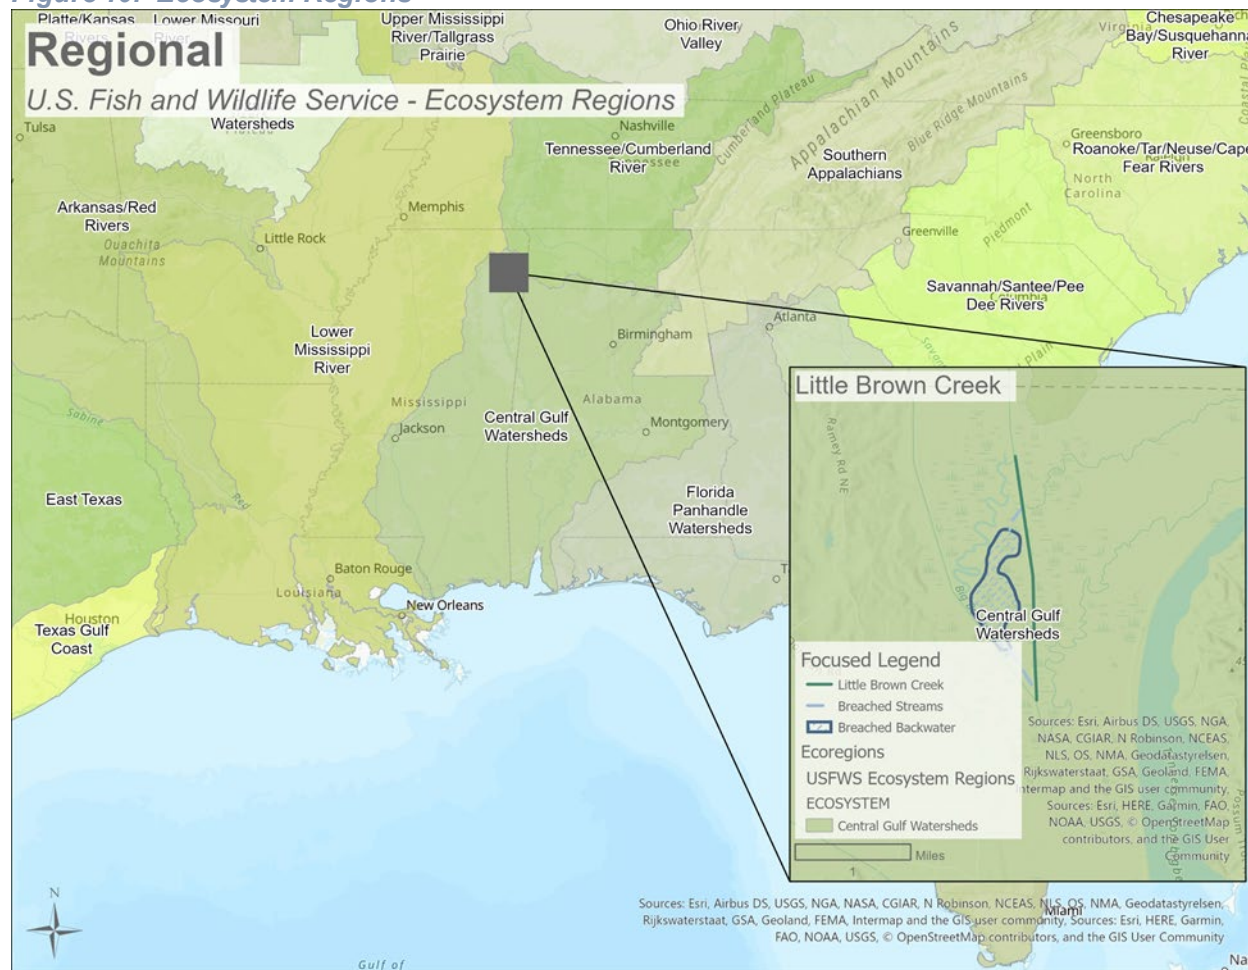 Platte/Kansas
Rivers
Lower Missouri
River
Upper Mississippi
River/Tallgrass
Prairie
Ohio River
Valley
Virginia
Chesapeake
Bay/Susquehanna
River
Regional
U.S. Fish and Wildlife Service - Ecosystem Regions
Watersheds
Tulsa
Nashville
Tennessee/Cumberland
River
Tennessee
Cumberland Plateau
Appalachian Mountains
Blue Ridge Mountains
Southern
Appalachians
Greensboro
Roanoke/Tar/Neuse/Cape
Fear Rivers
Raleigh
North
Carolina
Coastal
Arkansas/Red
Rivers
Ouachita
Mountains
Little Rock
Memphis
Greenville
Piedmont
Savannah/Santee/Pee
Dee Rivers
Columbia
Plain
Lower
Mississippi
River
Birmingham
Atlanta
Mississippi
Alabama
Jackson
Central Gulf
Watersheds
Montgomery
Sabine
East Texas
Red
Florida
Panhandle
Watersheds
Baton Rouge
Louisiana
New Orleans
Houston
Texas Gulf
Coast
Little Brown Creek
Ramey Rd NE
Central Gulf
Watersheds
Focused Legend
Little Brown Creek
Breached Streams
Breached Backwater
Ecoregions
USFWS Ecosystem Regions
ECOSYSTEM
Central Gulf Watersheds
Miles
1
Sources: Esri, Airbus DS, USGS, NGA,
NASA, CGIAR, N Robinson, NCEAS,
NLS, OS, NMA, Geodatastyrelsen,
Rijkswaterstaat, GSA, Geoland, FEMA,
Intermap and the GIS user community,
Sources: Esri, HERE, Garmin, FAO,
NOAA, USGS, © OpenStreetMap
contributors, and the GIS User
Community
N
Miami
Sources: Esri, Airbus DS, USGS, NGA, NASA, CGIAR, N Robinson, NCEAS, NLS, OS, NMA, Geodatastyrelsen,
Rijkswaterstaat, GSA, Geoland, FEMA, Intermap and the GIS user community, Sources: Esri, HERE, Garmin,
FAO, NOAA, USGS, © OpenStreetMap contributors, and the GIS User Community
Gulf of
Na